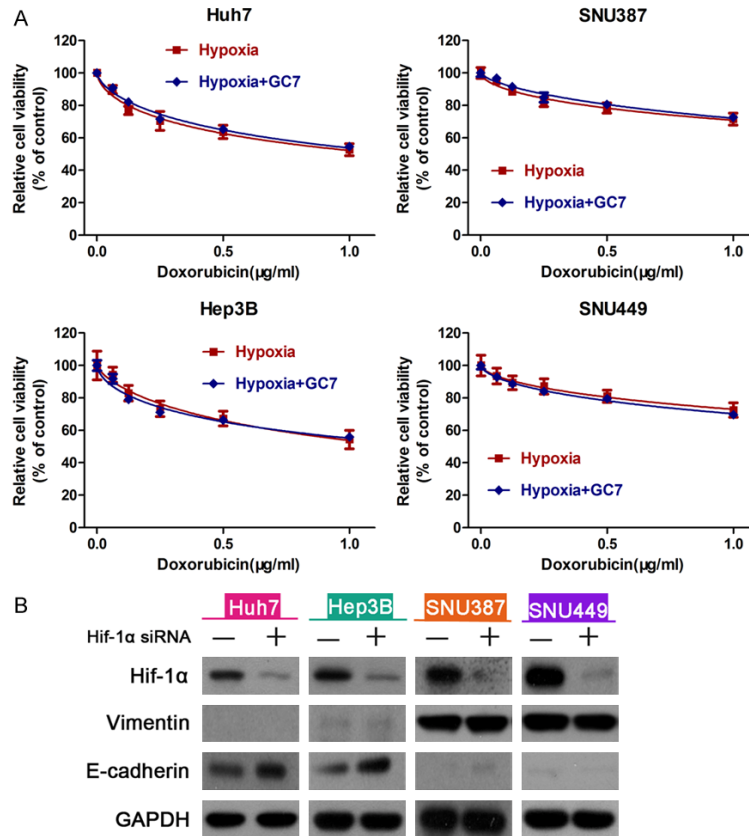 A
Huh7
120
100
80
60
40
20
0
0.0 0.5 1.0
Relative cell viability
(% of control)
Doxorubicin(μg/ml)
Hypoxia
Hypoxia+GC7
SNU387
120
100
80
60
40
20
0
0.0 0.5 1.0
Relative cell viability
(% of control)
Doxorubicin(μg/ml)
Hypoxia
Hypoxia+GC7
Hep3B
120
100
80
60
40
20
0
0.0 0.5 1.0
Relative cell viability
(% of control)
Doxorubicin(μg/ml)
Hypoxia
Hypoxia+GC7
SNU449
120
100
80
60
40
20
0
0.0 0.5 1.0
Relative cell viability
(% of control)
Doxorubicin(μg/ml)
Hypoxia
Hypoxia+GC7
B
Huh7 Hep3B SNU387 SNU449
Hif-1α siRNA — + — + — + — +
Hif-1α
Vimentin
E-cadherin
GAPDH